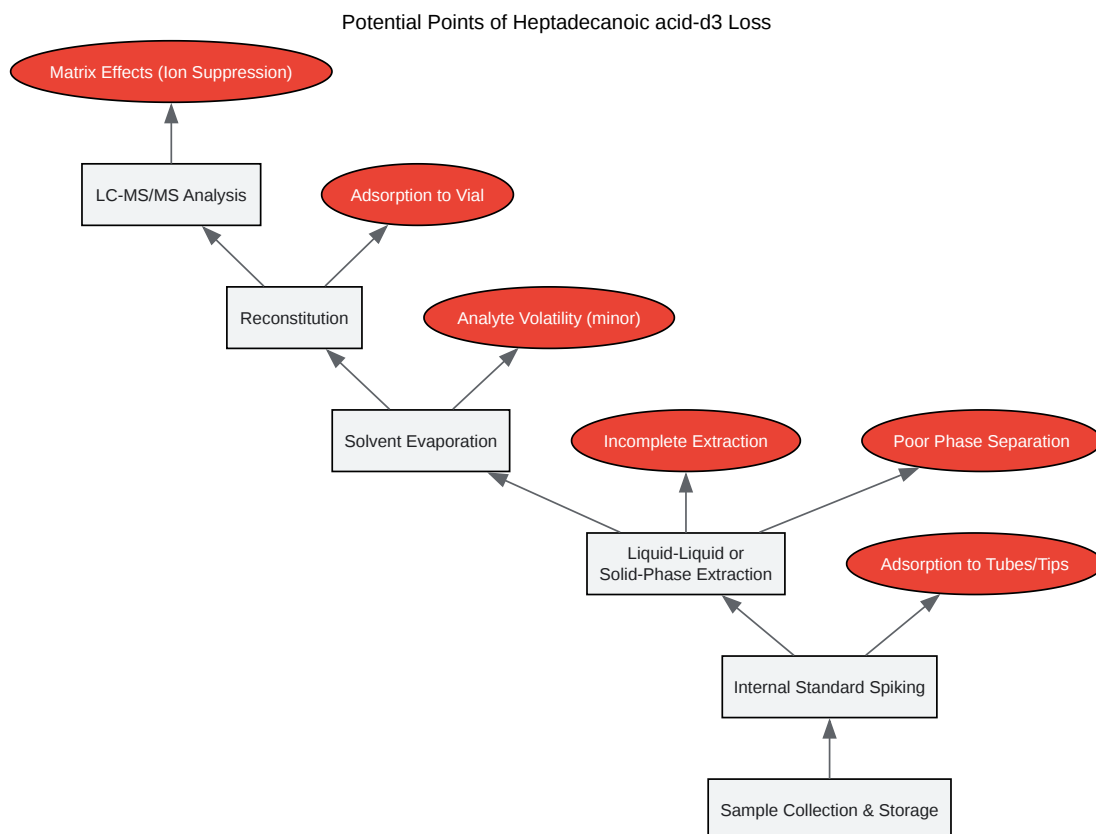 Potential Points of Heptadecanoic acid-d3 Loss
Matrix Effects (Ion Suppression)
LC-MS/MS Analysis
Adsorption to Vial
Reconstitution
Analyte Volatility (minor)
Solvent Evaporation
Incomplete Extraction
Poor Phase Separation
Liquid-Liquid or
Solid-Phase Extraction
Adsorption to Tubes/Tips
Internal Standard Spiking
Sample Collection & Storage